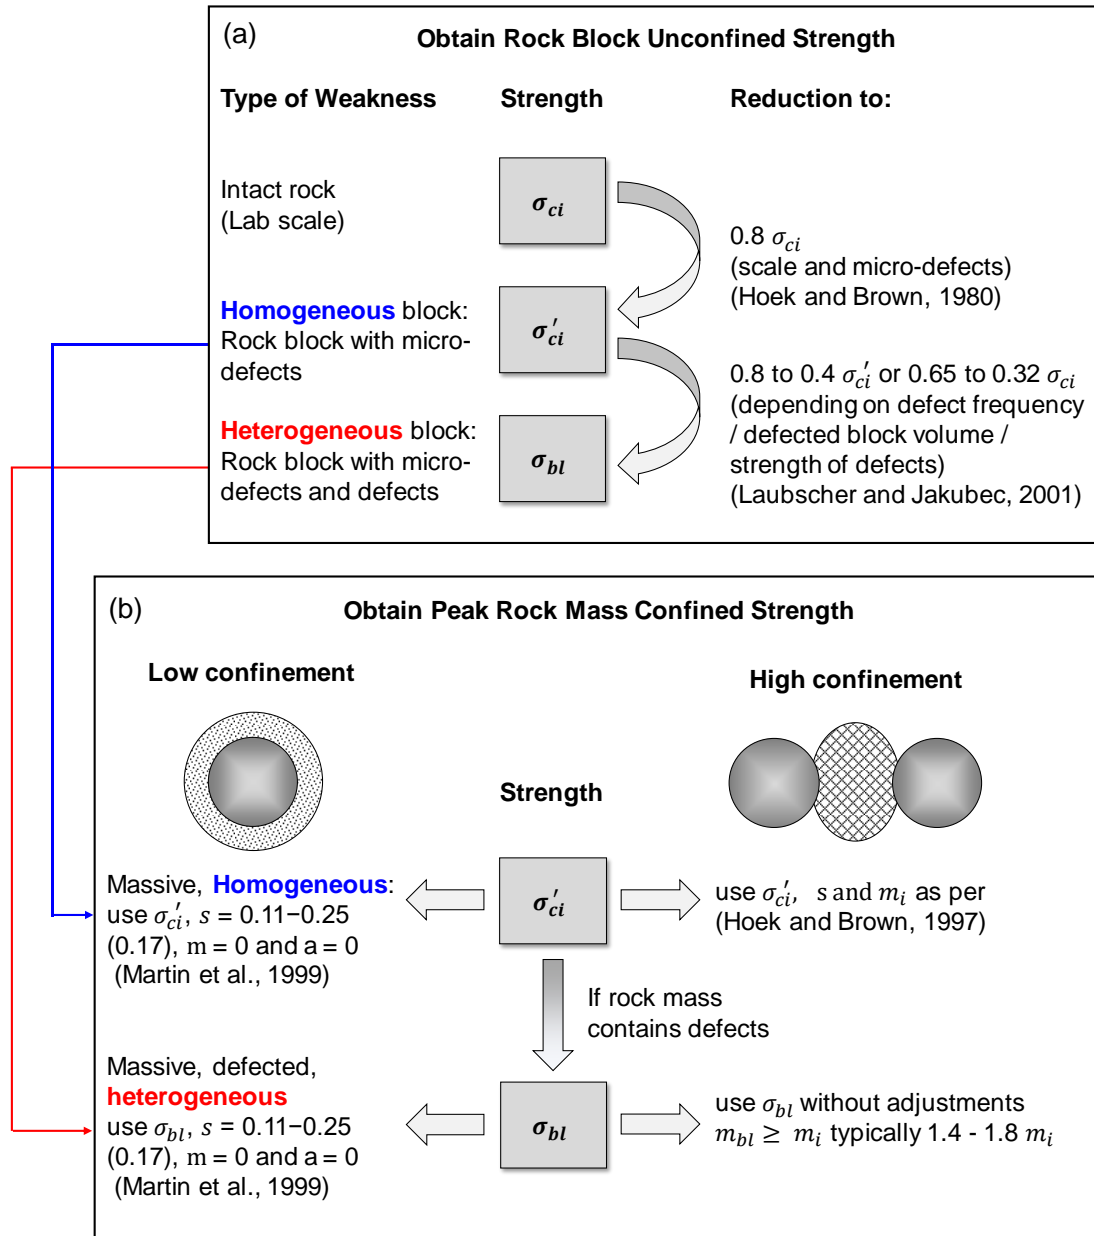 (a)
Obtain Rock Block Unconfined Strength
Type of Weakness
Strength
Reduction to:
Intact rock
(Lab scale)
σci
0.8 σci
(scale and micro-defects)
(Hoek and Brown, 1980)
Homogeneous block:
Rock block with micro-
defects
σci′
0.8 to 0.4 σci′ or 0.65 to 0.32 σci
(depending on defect frequency
/ defected block volume /
strength of defects)
(Laubscher and Jakubec, 2001)
Heterogeneous block:
Rock block with micro-
defects and defects
σbl
(b)
Obtain Peak Rock Mass Confined Strength
Low confinement
High confinement
Strength
Massive, Homogeneous:
use σci′, s = 0.11−0.25
(0.17), m = 0 and a = 0
(Martin et al., 1999)
σci′
use σci′, s and mi as per
(Hoek and Brown, 1997)
If rock mass
contains defects
Massive, defected,
heterogeneous
use σbl, s = 0.11−0.25
(0.17), m = 0 and a = 0
(Martin et al., 1999)
σbl
use σbl without adjustments
mbl ≥ mi typically 1.4 - 1.8 mi